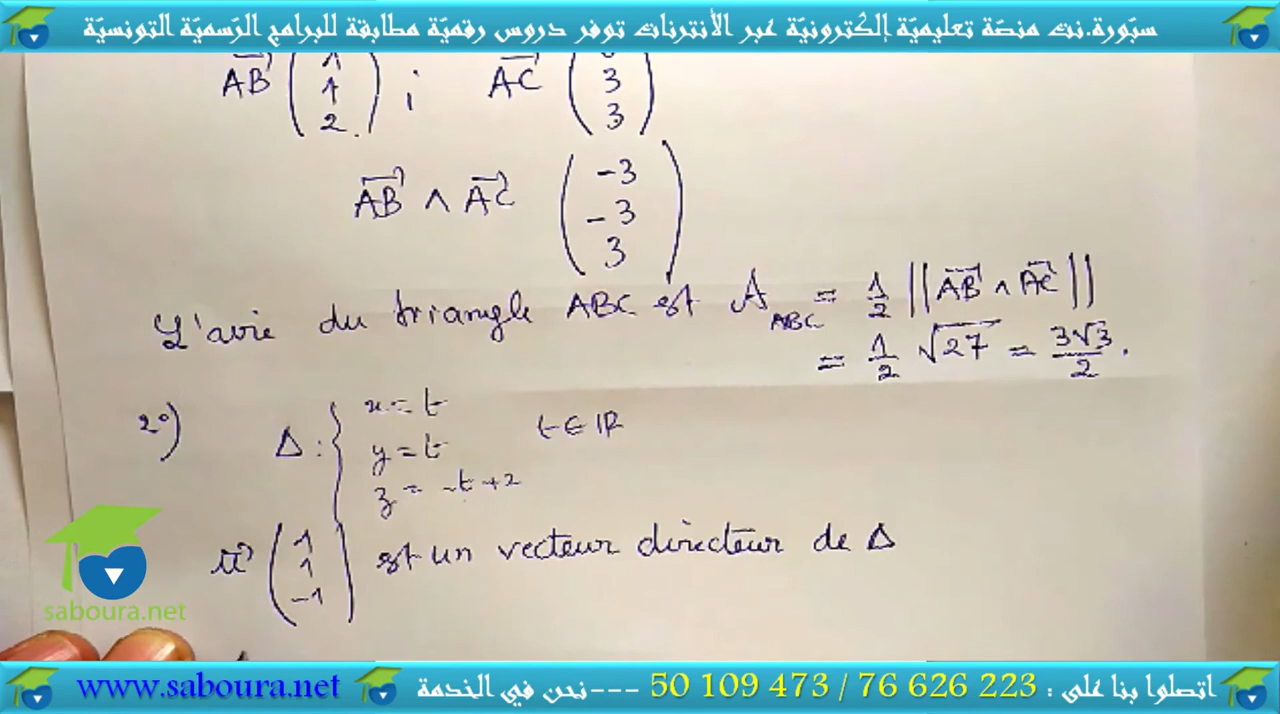 سبّورة.نت منصّة تعليميّة إلكترونيّة عبر الأنترنات توفر دروس رقميّة مطابقة للبرامج الرّسميّة التونسيّة
AB (1 1 2) ; AC ( 3 3)
AB ∧ AC (-3 -3 3)
L'aire du triangle ABC est A_ABC = 1/2 ||AB ∧ AC||
= 1/2 √27 = 3√3/2 .
2°) Δ : { x = t
y = t t ∈ IR
z = -t +2
u (1 1 -1) est un vecteur directeur de Δ
saboura.net
www.saboura.net اتصلوا بنا على : 50 109 473 / 76 626 223 ---نحن في الخدمة